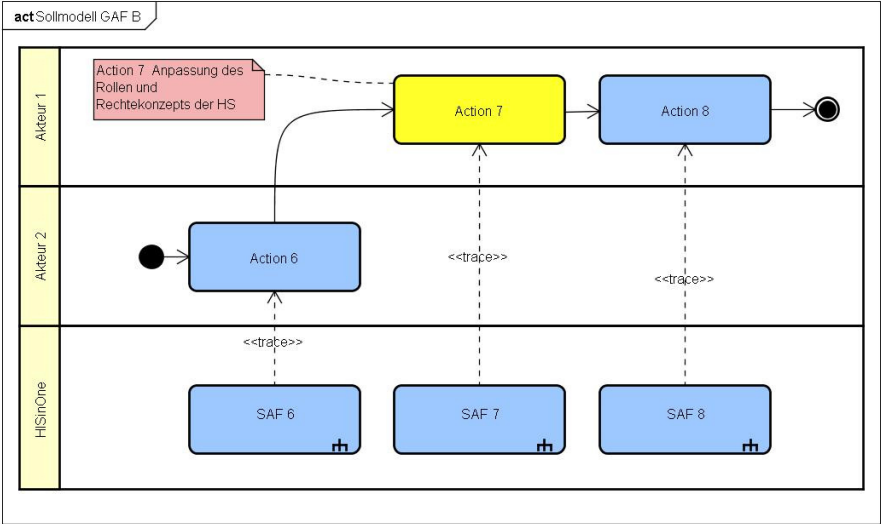 act Sollmodell GAF B
Akteur 1
Action 7 Anpassung des
Rollen und
Rechtekonzepts der HS
Action 7
Action 8
Akteur 2
Action 6
<<trace>>
<<trace>>
<<trace>>
HISinOne
SAF 6
SAF 7
SAF 8